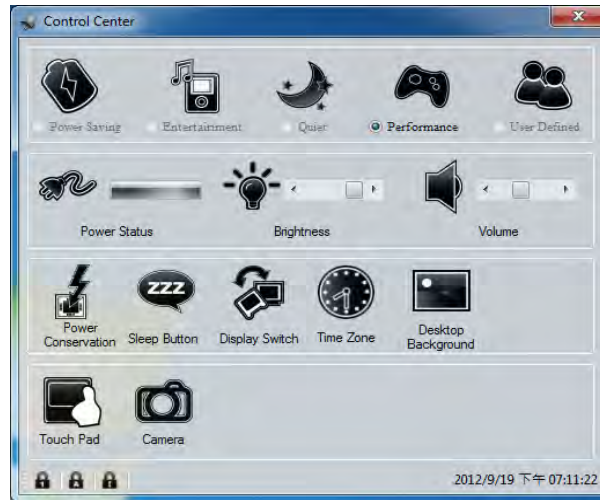 Control Center
Power Saving Entertainment Quiet Performance User Defined
Power Status Brightness Volume
zzz
Power Conservation Sleep Button Display Switch Time Zone Desktop Background
Touch Pad Camera
2012/9/19 下午 07:11:22